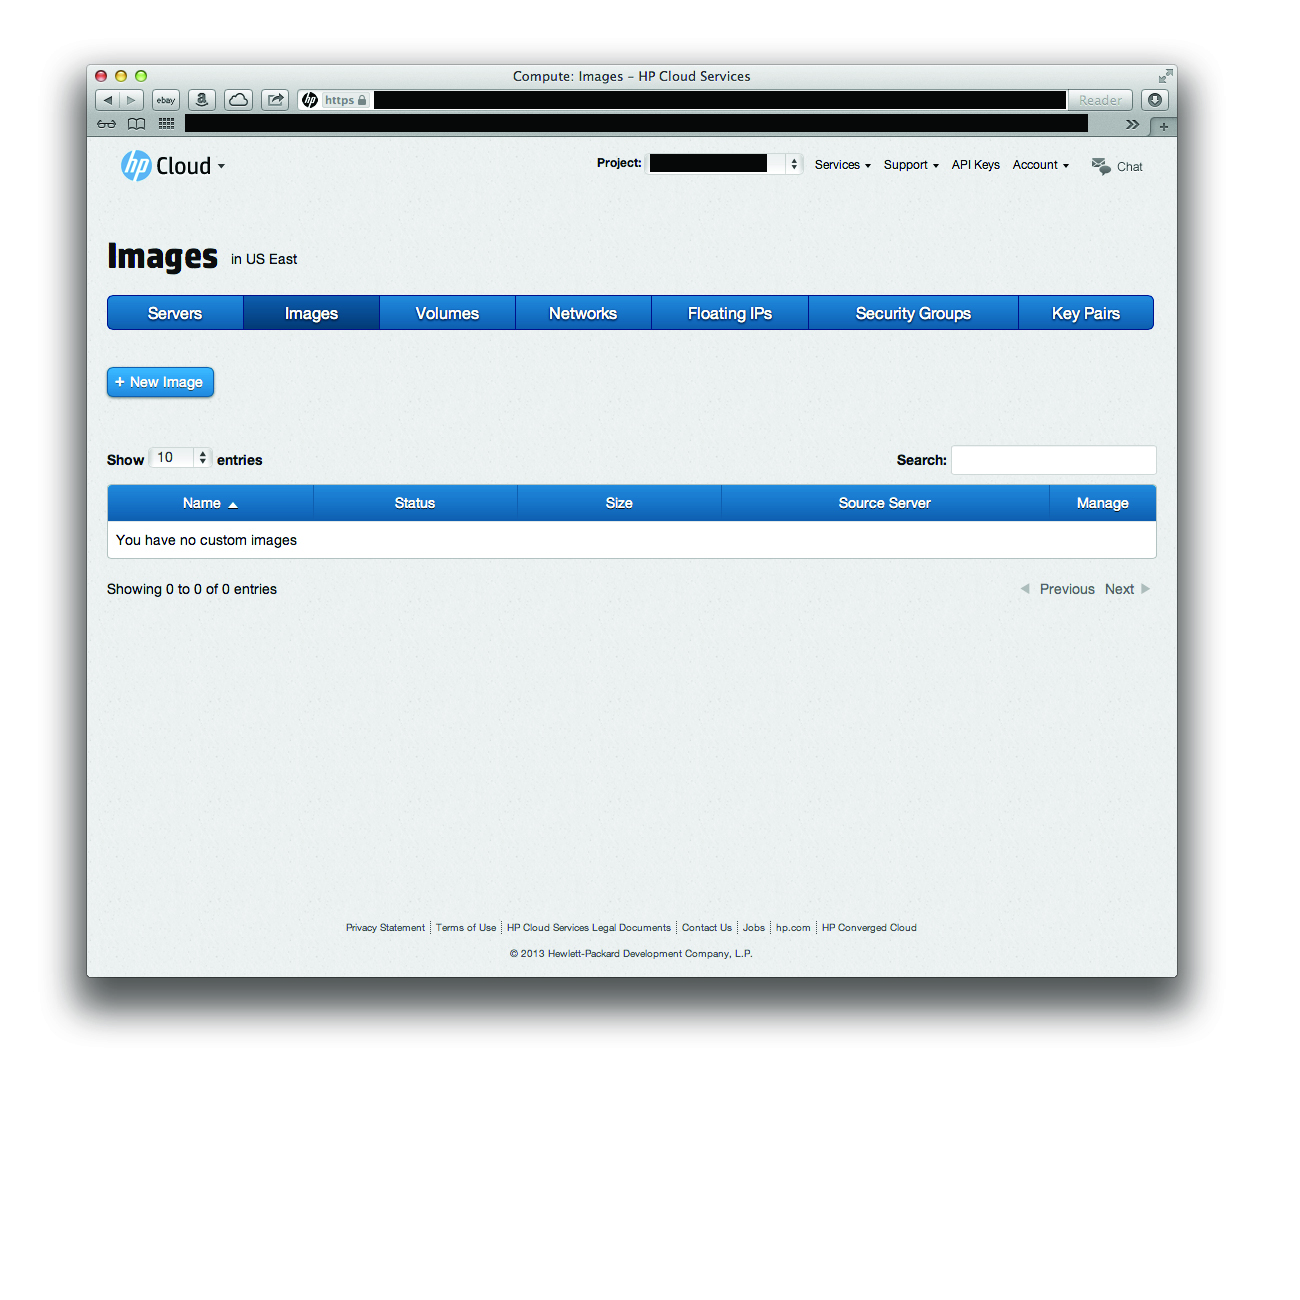 Compute: Images – HP Cloud Services
ebay a hp https Reader
hp Cloud Project: Services Support API Keys Account Chat
Images in US East
Servers Images Volumes Networks Floating IPs Security Groups Key Pairs
+ New Image
Show 10 entries Search:
Name Status Size Source Server Manage
You have no custom images
Showing 0 to 0 of 0 entries Previous Next
Privacy Statement Terms of Use HP Cloud Services Legal Documents Contact Us Jobs hp.com HP Converged Cloud
© 2013 Hewlett-Packard Development Company, L.P.